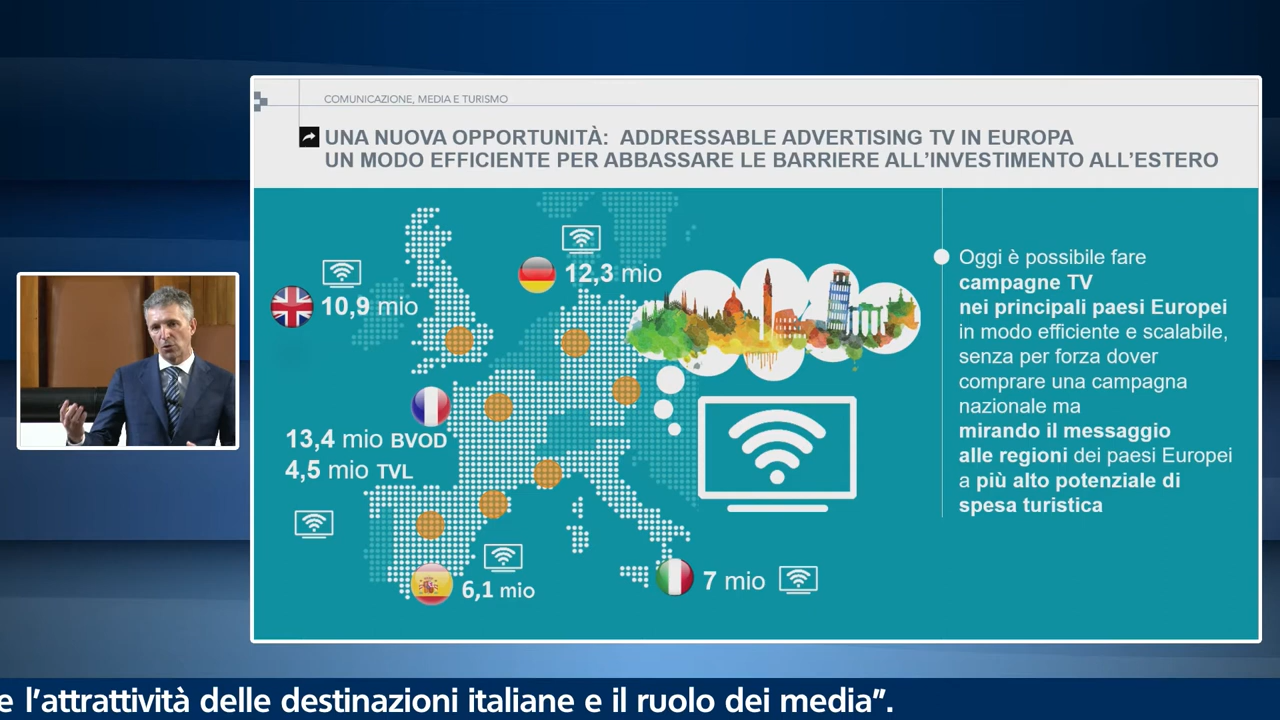 COMUNICAZIONE, MEDIA E TURISMO
UNA NUOVA OPPORTUNITÀ: ADDRESSABLE ADVERTISING TV IN EUROPA
UN MODO EFFICIENTE PER ABBASSARE LE BARRIERE ALL'INVESTIMENTO ALL'ESTERO
12,3 mio
10,9 mio
13,4 mio BVOD
4,5 mio TVL
6,1 mio
7 mio
Oggi è possibile fare
campagne TV
nei principali paesi Europei
in modo efficiente e scalabile,
senza per forza dover
comprare una campagna
nazionale ma
mirando il messaggio
alle regioni dei paesi Europei
a più alto potenziale di
spesa turistica
e l'attrattività delle destinazioni italiane e il ruolo dei media".